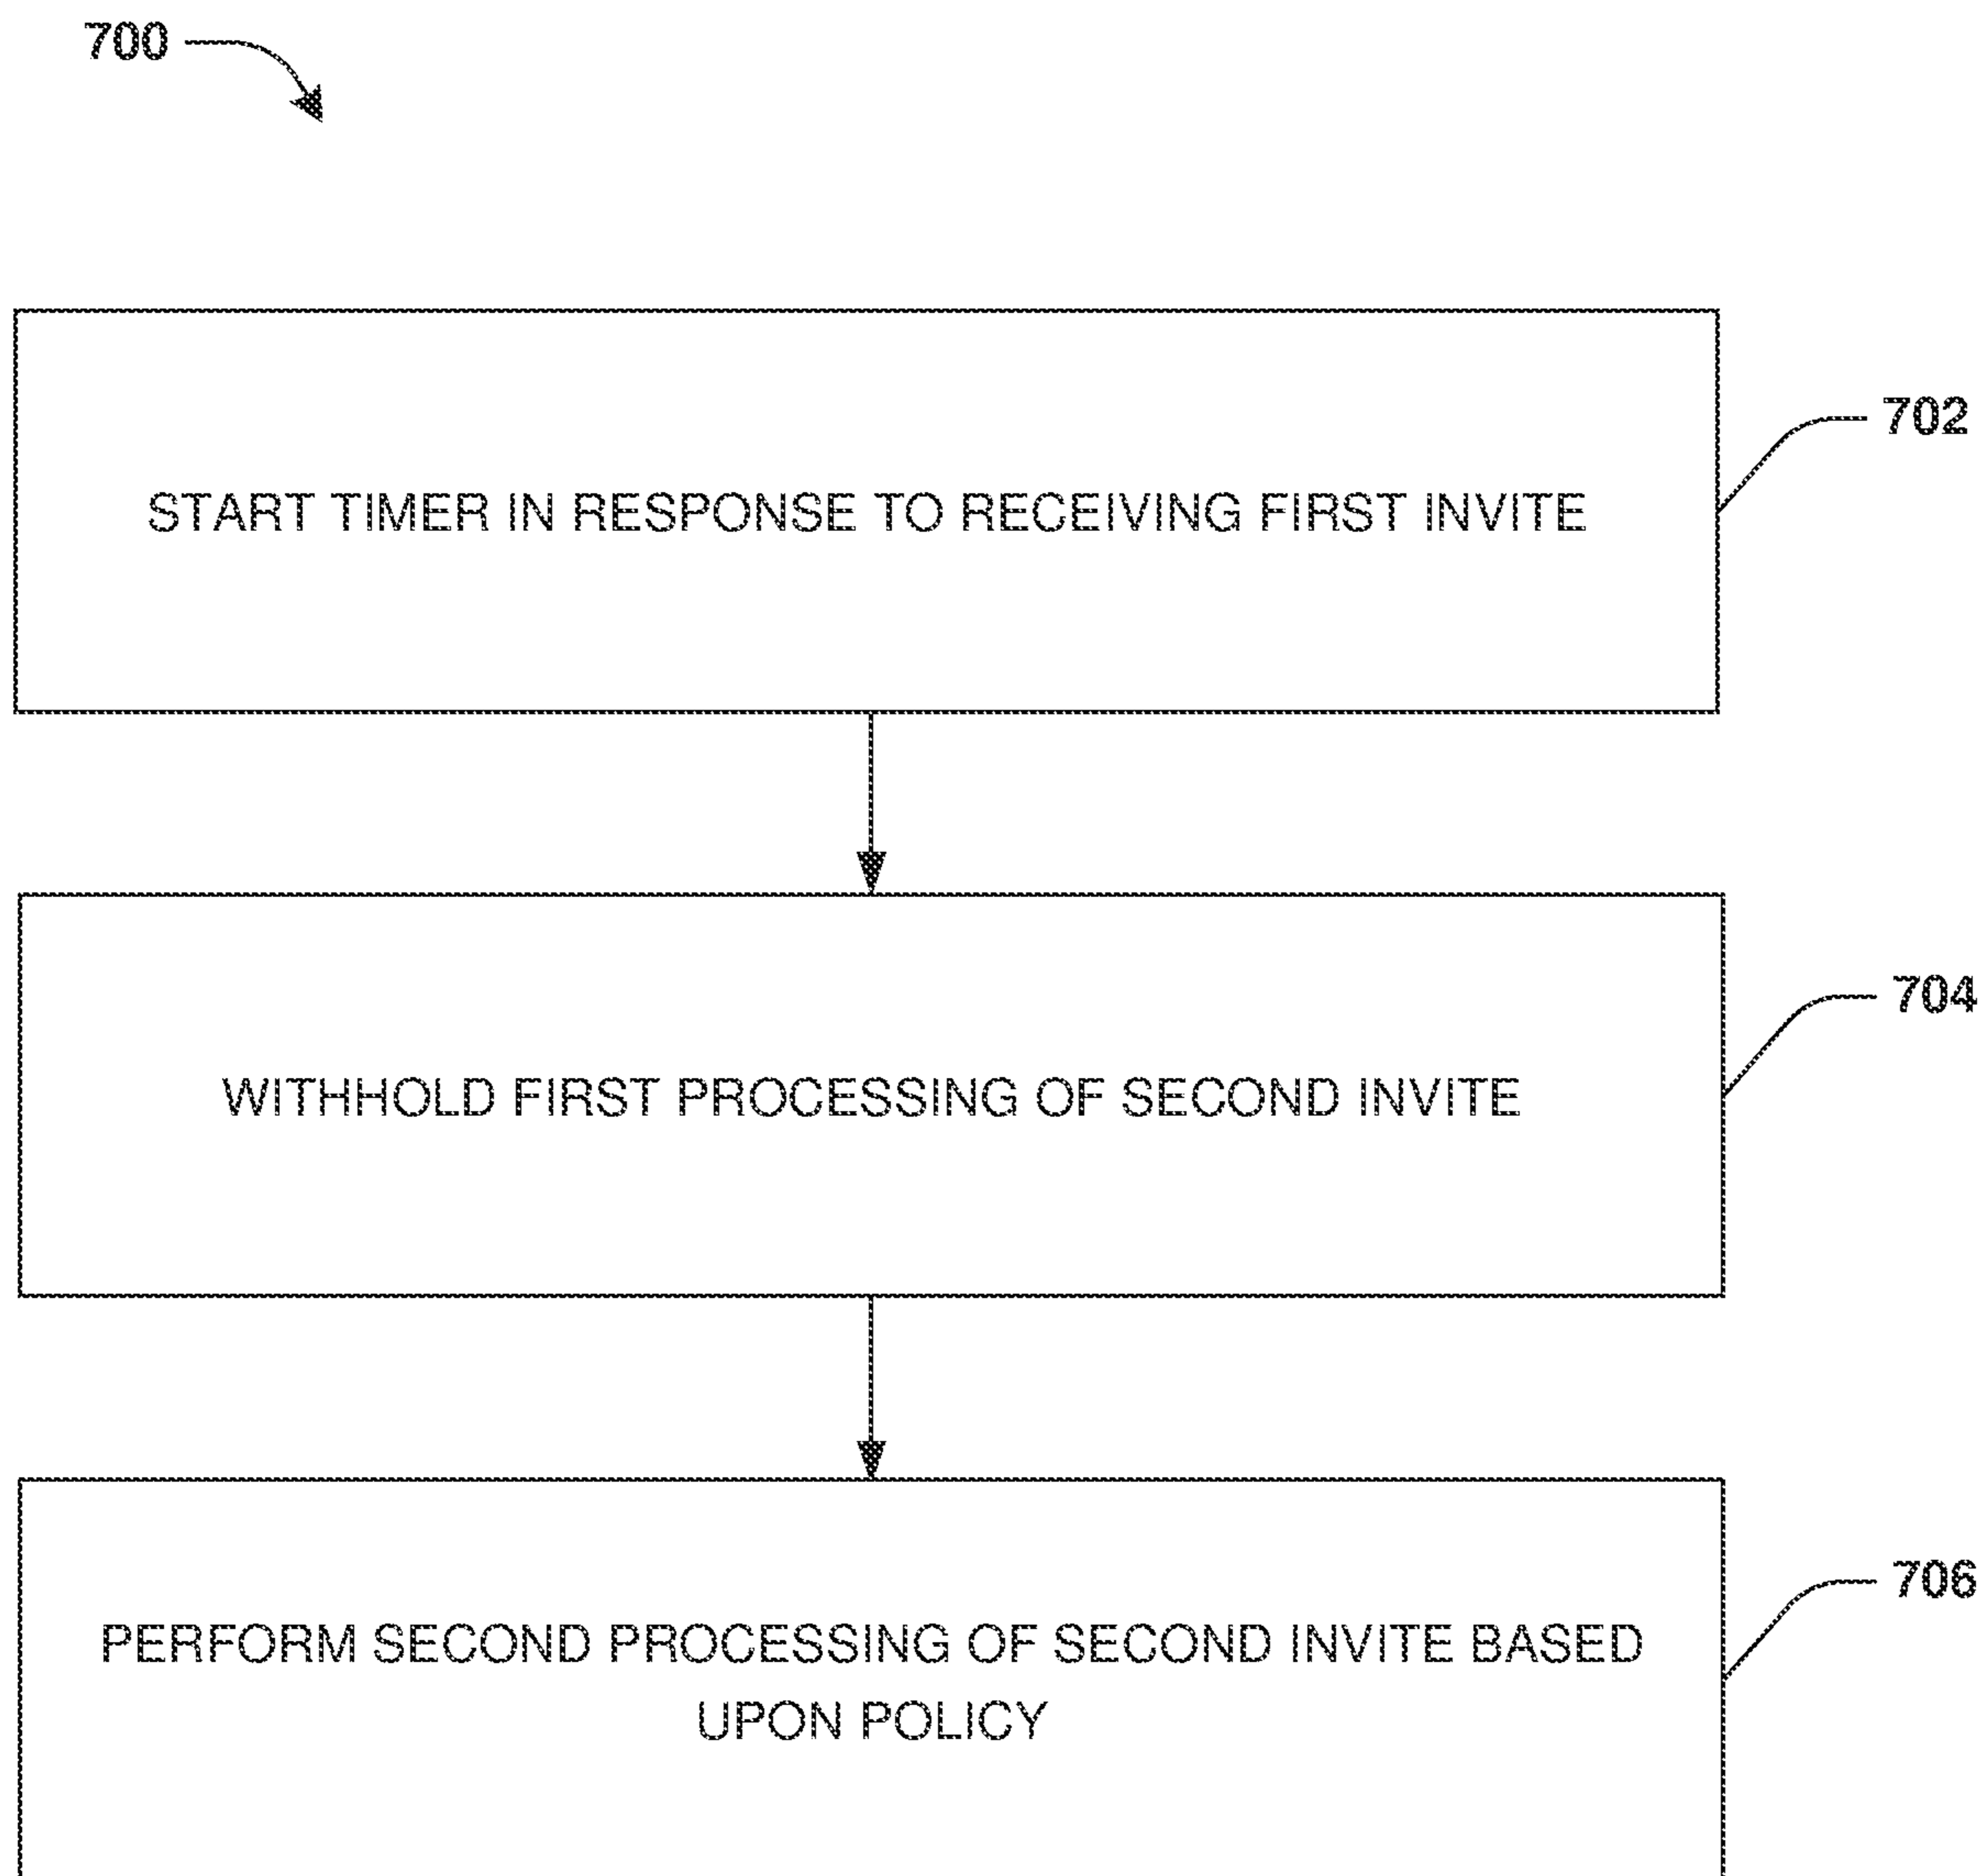 700
702
START TIMER IN RESPONSE TO RECEIVING FIRST INVITE
704
WITHHOLD FIRST PROCESSING OF SECOND INVITE
706
PERFORM SECOND PROCESSING OF SECOND INVITE BASED
UPON POLICY